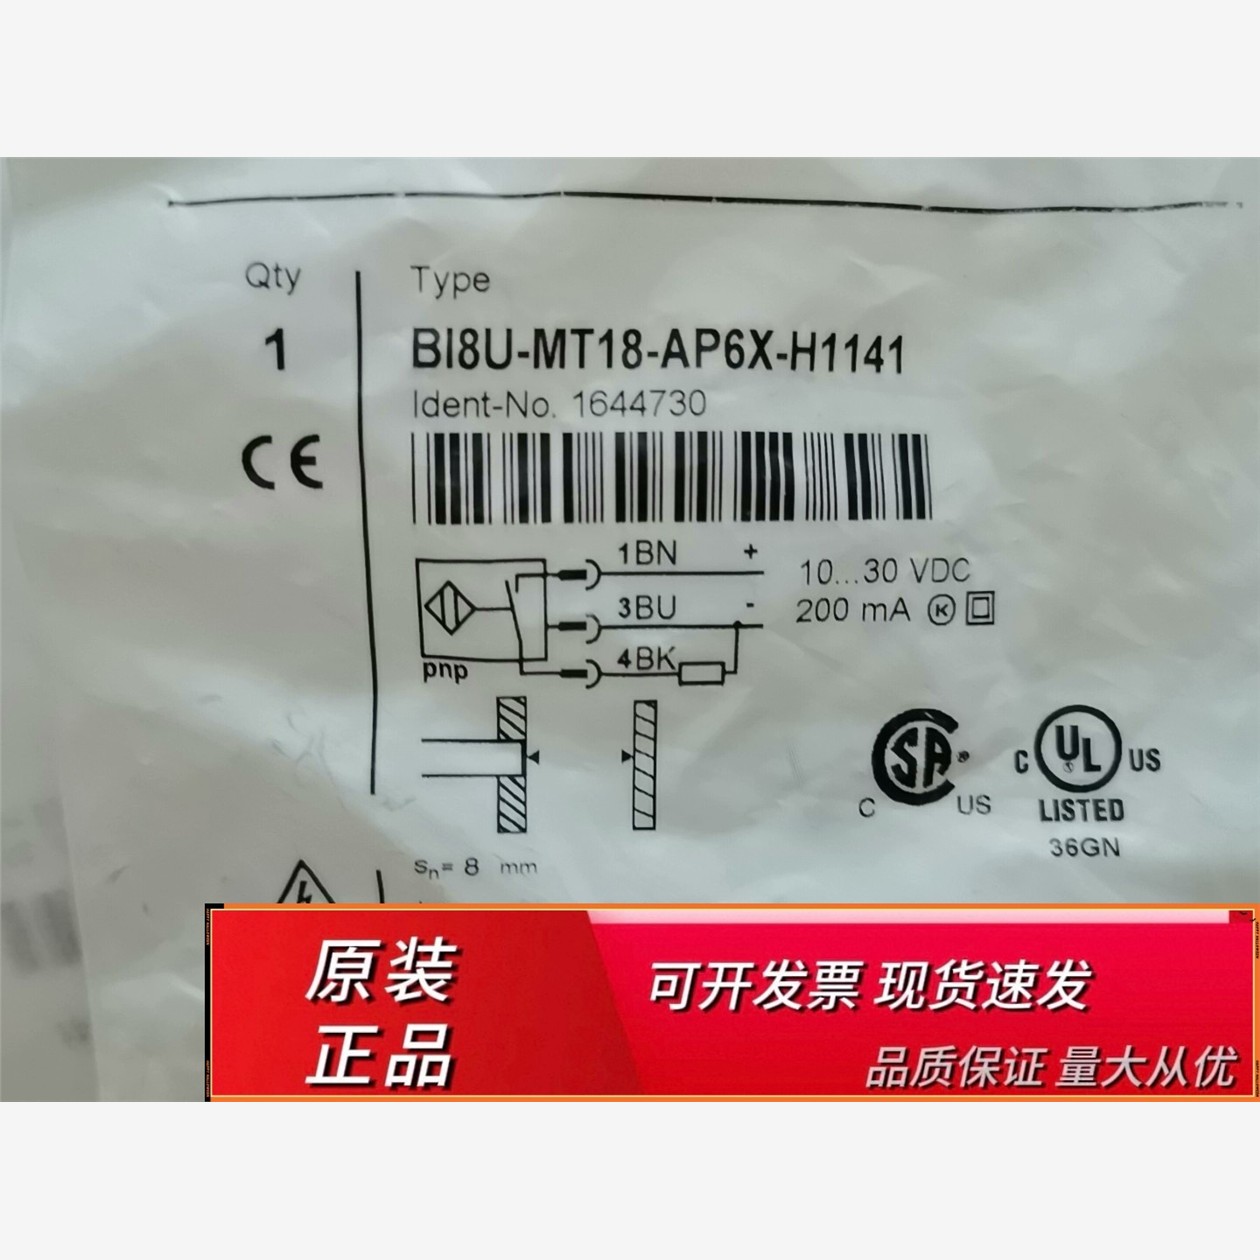 Qty
Type
1
BI8U-MT18-AP6X-H1141
Ident-No. 1644730
CE
1BN +
10...30 VDC
3BU -
200 mA K
4BK
pnp
SA
C US
C UL US
LISTED
36GN
Sn= 8 mm
原装
正品
可开发票 现货速发
品质保证 量大从优